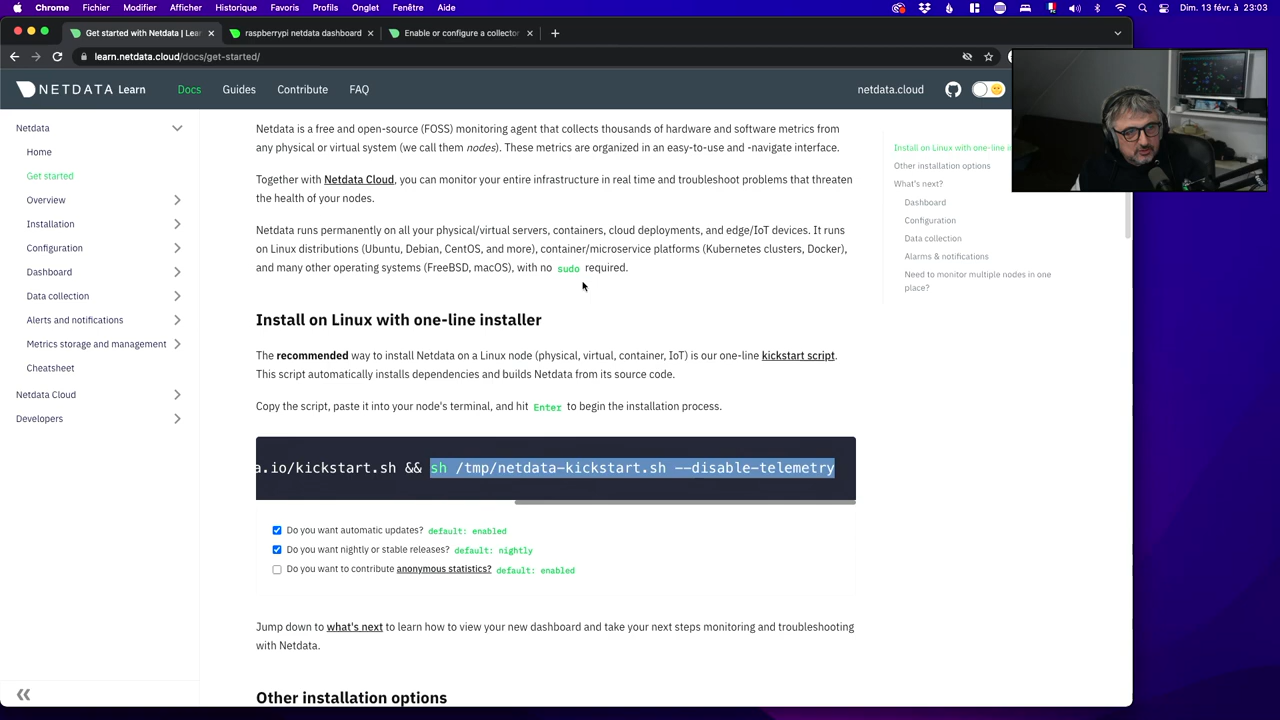 Chrome Fichier Modifier Afficher Historique Favoris Profils Onglet Fenêtre Aide Dim. 13 févr. à 23:03
Get started with Netdata | Lear
raspberrypi netdata dashboard
Enable or configure a collector
learn.netdata.cloud/docs/get-started/
NETDATA Learn Docs Guides Contribute FAQ netdata.cloud
Netdata
Home
Get started
Overview
Installation
Configuration
Dashboard
Data collection
Alerts and notifications
Metrics storage and management
Cheatsheet
Netdata Cloud
Developers
Netdata is a free and open-source (FOSS) monitoring agent that collects thousands of hardware and software metrics from
any physical or virtual system (we call them nodes). These metrics are organized in an easy-to-use and -navigate interface.
Together with Netdata Cloud, you can monitor your entire infrastructure in real time and troubleshoot problems that threaten
the health of your nodes.
Netdata runs permanently on all your physical/virtual servers, containers, cloud deployments, and edge/IoT devices. It runs
on Linux distributions (Ubuntu, Debian, CentOS, and more), container/microservice platforms (Kubernetes clusters, Docker),
and many other operating systems (FreeBSD, macOS), with no sudo required.
Install on Linux with one-line installer
The recommended way to install Netdata on a Linux node (physical, virtual, container, IoT) is our one-line kickstart script.
This script automatically installs dependencies and builds Netdata from its source code.
Copy the script, paste it into your node's terminal, and hit Enter to begin the installation process.
a.io/kickstart.sh && sh /tmp/netdata-kickstart.sh --disable-telemetry
Do you want automatic updates? default: enabled
Do you want nightly or stable releases? default: nightly
Do you want to contribute anonymous statistics? default: enabled
Jump down to what's next to learn how to view your new dashboard and take your next steps monitoring and troubleshooting
with Netdata.
Other installation options
Install on Linux with one-line in
Other installation options
What's next?
Dashboard
Configuration
Data collection
Alarms & notifications
Need to monitor multiple nodes in one
place?